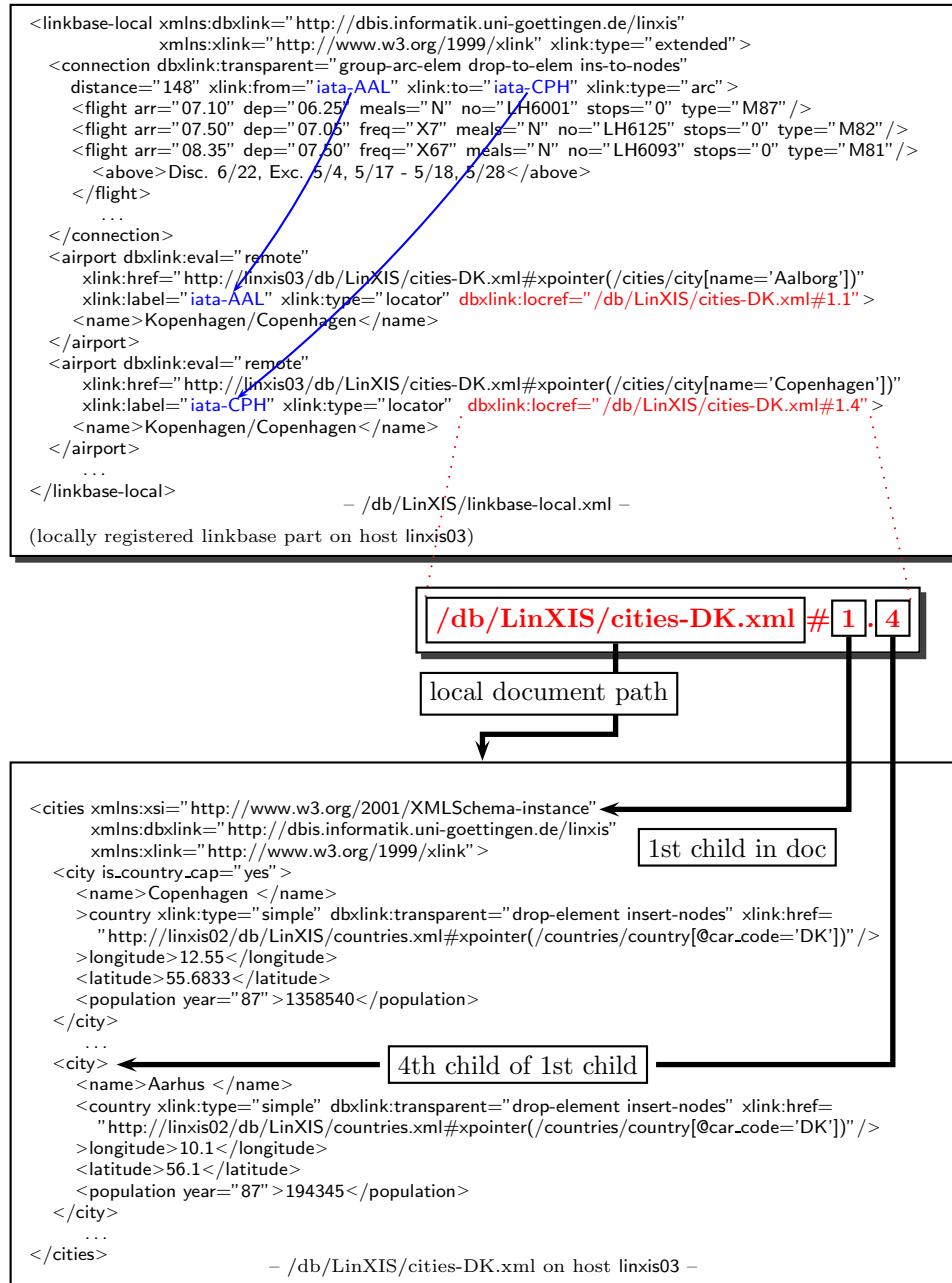 <linkbase-local xmlns:dbxlink="http://dbis.informatik.uni-goettingen.de/linxis"
xmlns:xlink="http://www.w3.org/1999/xlink" xlink:type="extended">
<connection dbxlink:transparent="group-arc-elem drop-to-elem ins-to-nodes"
distance="148" xlink:from="iata-AAL" xlink:to="iata-CPH" xlink:type="arc">
<flight arr="07.10" dep="06.25" meals="N" no="LH6001" stops="0" type="M87"/>
<flight arr="07.50" dep="07.05" freq="X7" meals="N" no="LH6125" stops="0" type="M82"/>
<flight arr="08.35" dep="07.50" freq="X67" meals="N" no="LH6093" stops="0" type="M81"/>
<above>Disc. 6/22, Exc. 5/4, 5/17 - 5/18, 5/28</above>
</flight>
...
</connection>
<airport dbxlink:eval="remote"
xlink:href="http://linxis03/db/LinXIS/cities-DK.xml#xpointer(/cities/city[name='Aalborg'])"
xlink:label="iata-AAL" xlink:type="locator" dbxlink:locref="/db/LinXIS/cities-DK.xml#1.1">
<name>Kopenhagen/Copenhagen</name>
</airport>
<airport dbxlink:eval="remote"
xlink:href="http://linxis03/db/LinXIS/cities-DK.xml#xpointer(/cities/city[name='Copenhagen'])"
xlink:label="iata-CPH" xlink:type="locator" dbxlink:locref="/db/LinXIS/cities-DK.xml#1.4">
<name>Kopenhagen/Copenhagen</name>
</airport>
...
</linkbase-local>
– /db/LinXIS/linkbase-local.xml –
(locally registered linkbase part on host linxis03)
/db/LinXIS/cities-DK.xml#1.4
local document path
<cities xmlns:xsi="http://www.w3.org/2001/XMLSchema-instance"
xmlns:dbxlink="http://dbis.informatik.uni-goettingen.de/linxis"
xmlns:xlink="http://www.w3.org/1999/xlink">
1st child in doc
<city is_country_cap="yes">
<name>Copenhagen </name>
>country xlink:type="simple" dbxlink:transparent="drop-element insert-nodes" xlink:href=
"http://linxis02/db/LinXIS/countries.xml#xpointer(/countries/country[@car_code='DK'])"/>
>longitude>12.55</longitude>
<latitude>55.6833</latitude>
<population year="87">1358540</population>
</city>
...
<city>
4th child of 1st child
<name>Aarhus </name>
<country xlink:type="simple" dbxlink:transparent="drop-element insert-nodes" xlink:href=
"http://linxis02/db/LinXIS/countries.xml#xpointer(/countries/country[@car_code='DK'])"/>
>longitude>10.1</longitude>
<latitude>56.1</latitude>
<population year="87">194345</population>
</city>
...
</cities>
– /db/LinXIS/cities-DK.xml on host linxis03 –